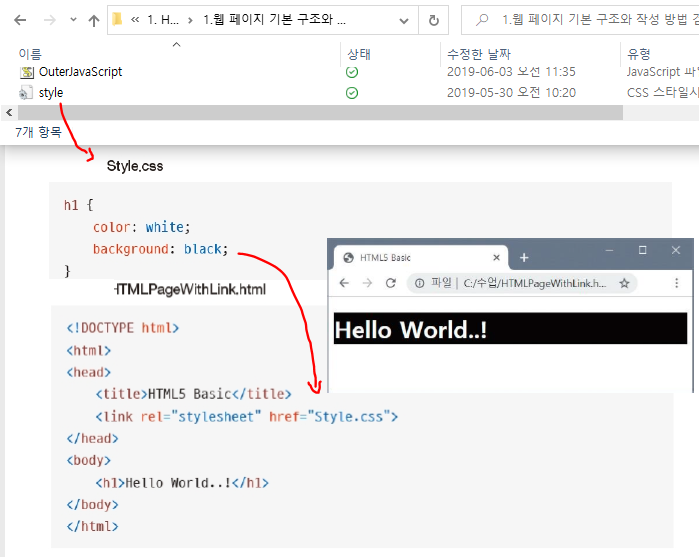 « 1. H... › 1.웹 페이지 기본 구조와 ...
1.웹 페이지 기본 구조와 작성 방법 김
이름 상태 수정한 날짜 유형
OuterJavaScript 2019-06-03 오전 11:35 JavaScript 파
style 2019-05-30 오전 10:20 CSS 스타일시
7개 항목
Style.css
h1 {
color: white;
background: black;
}
HTMLPageWithLink.html
HTML5 Basic
파일 | C:/수업/HTMLPageWithLink.h...
Hello World..!
<!DOCTYPE html>
<html>
<head>
<title>HTML5 Basic</title>
<link rel="stylesheet" href="Style.css">
</head>
<body>
<h1>Hello World..!</h1>
</body>
</html>